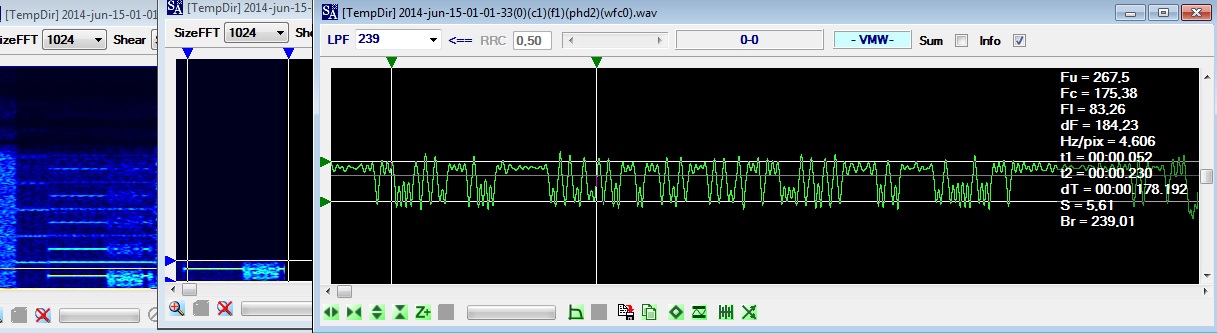 [TempDir] 2014-jun-15-01-01
izeFFT 1024 Shear
SA [TempDir] 2014-jun-15-01-
SizeFFT 1024 She
SA [TempDir] 2014-jun-15-01-01-33(0)(c1)(f1)(phd2)(wfc0).wav
LPF 239 <== RRC 0,50 0-0 - VMW- Sum Info
Fu = 267,5
Fc = 175,38
Fl = 83,26
dF = 184,23
Hz/pix = 4,606
t1 = 00:00.052
t2 = 00:00.230
dT = 00:00.178.192
S = 5,61
Br = 239,01
Z+